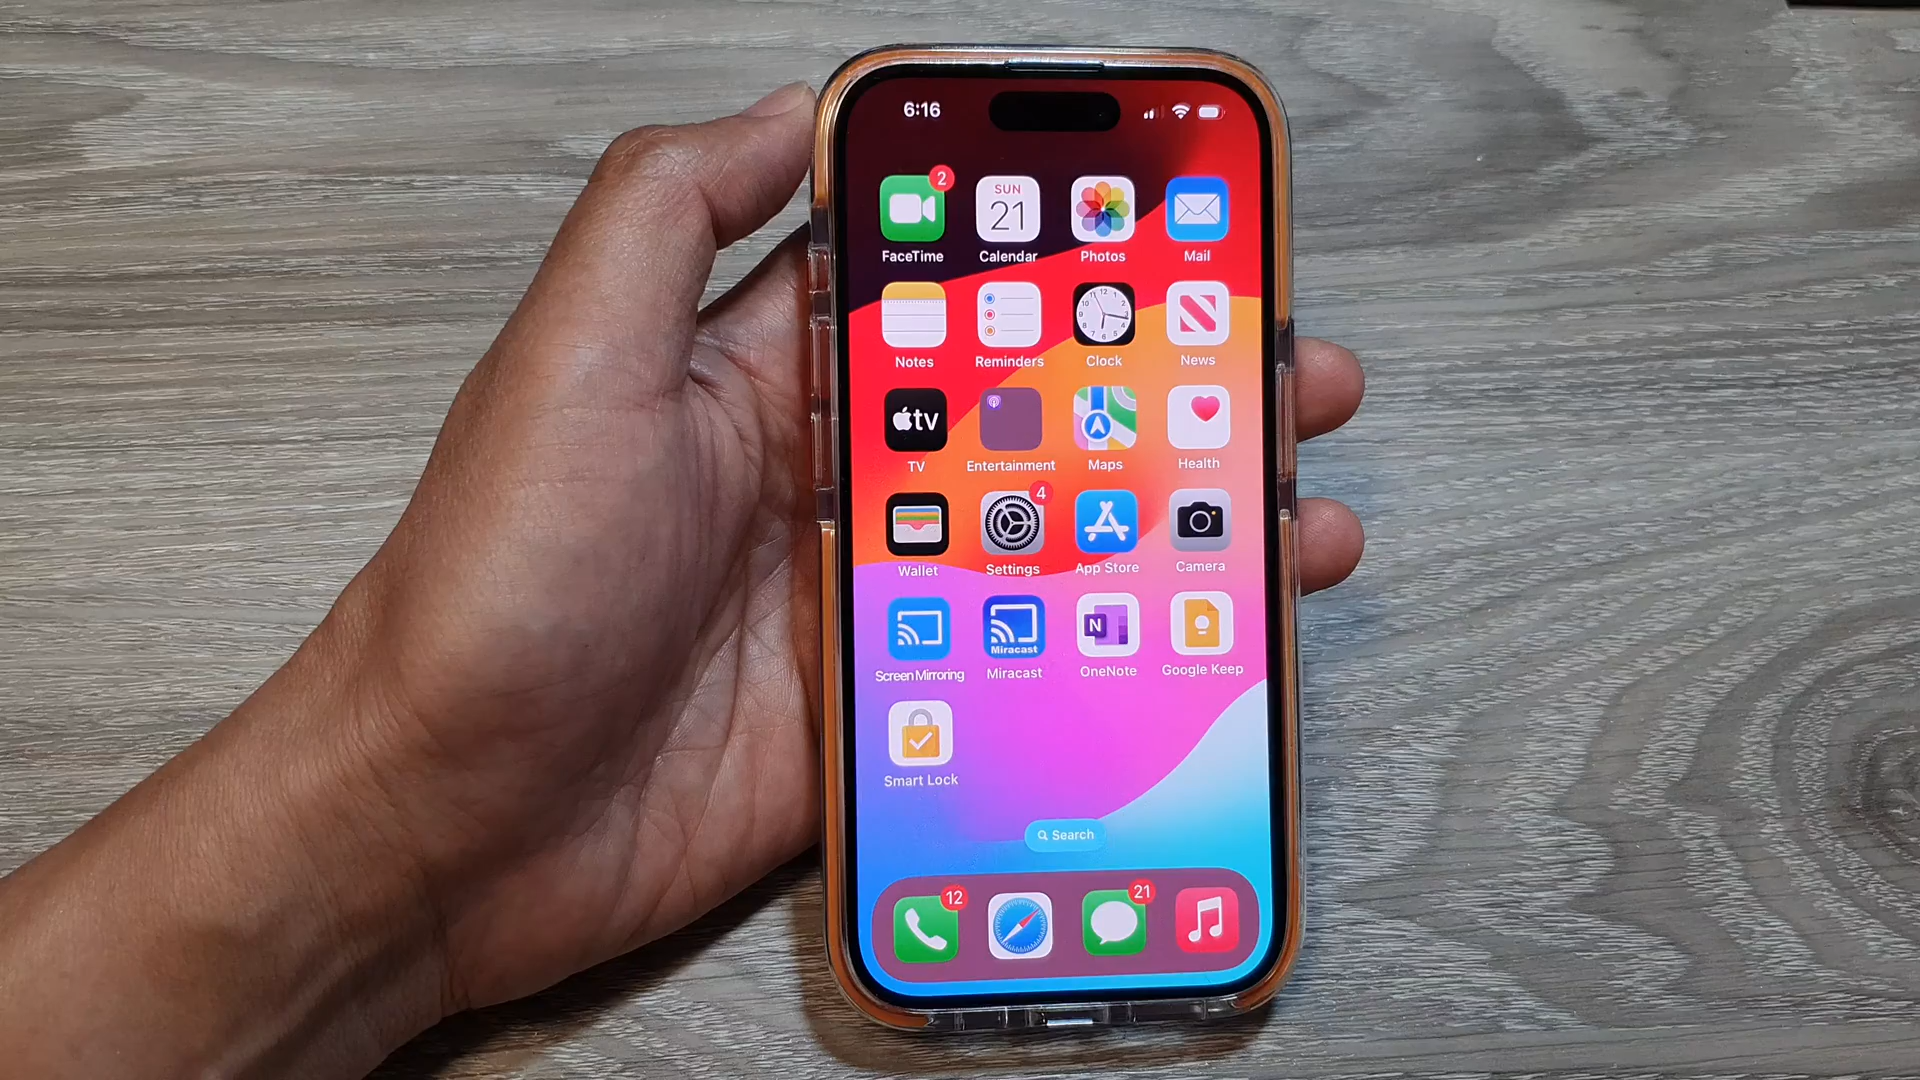 6:16
2
SUN
21
FaceTime Calendar Photos Mail
Notes Reminders Clock News
tv
TV Entertainment Maps Health
4
Wallet Settings App Store Camera
Miracast
N
Screen Mirroring Miracast OneNote Google Keep
Smart Lock
Search
12
21